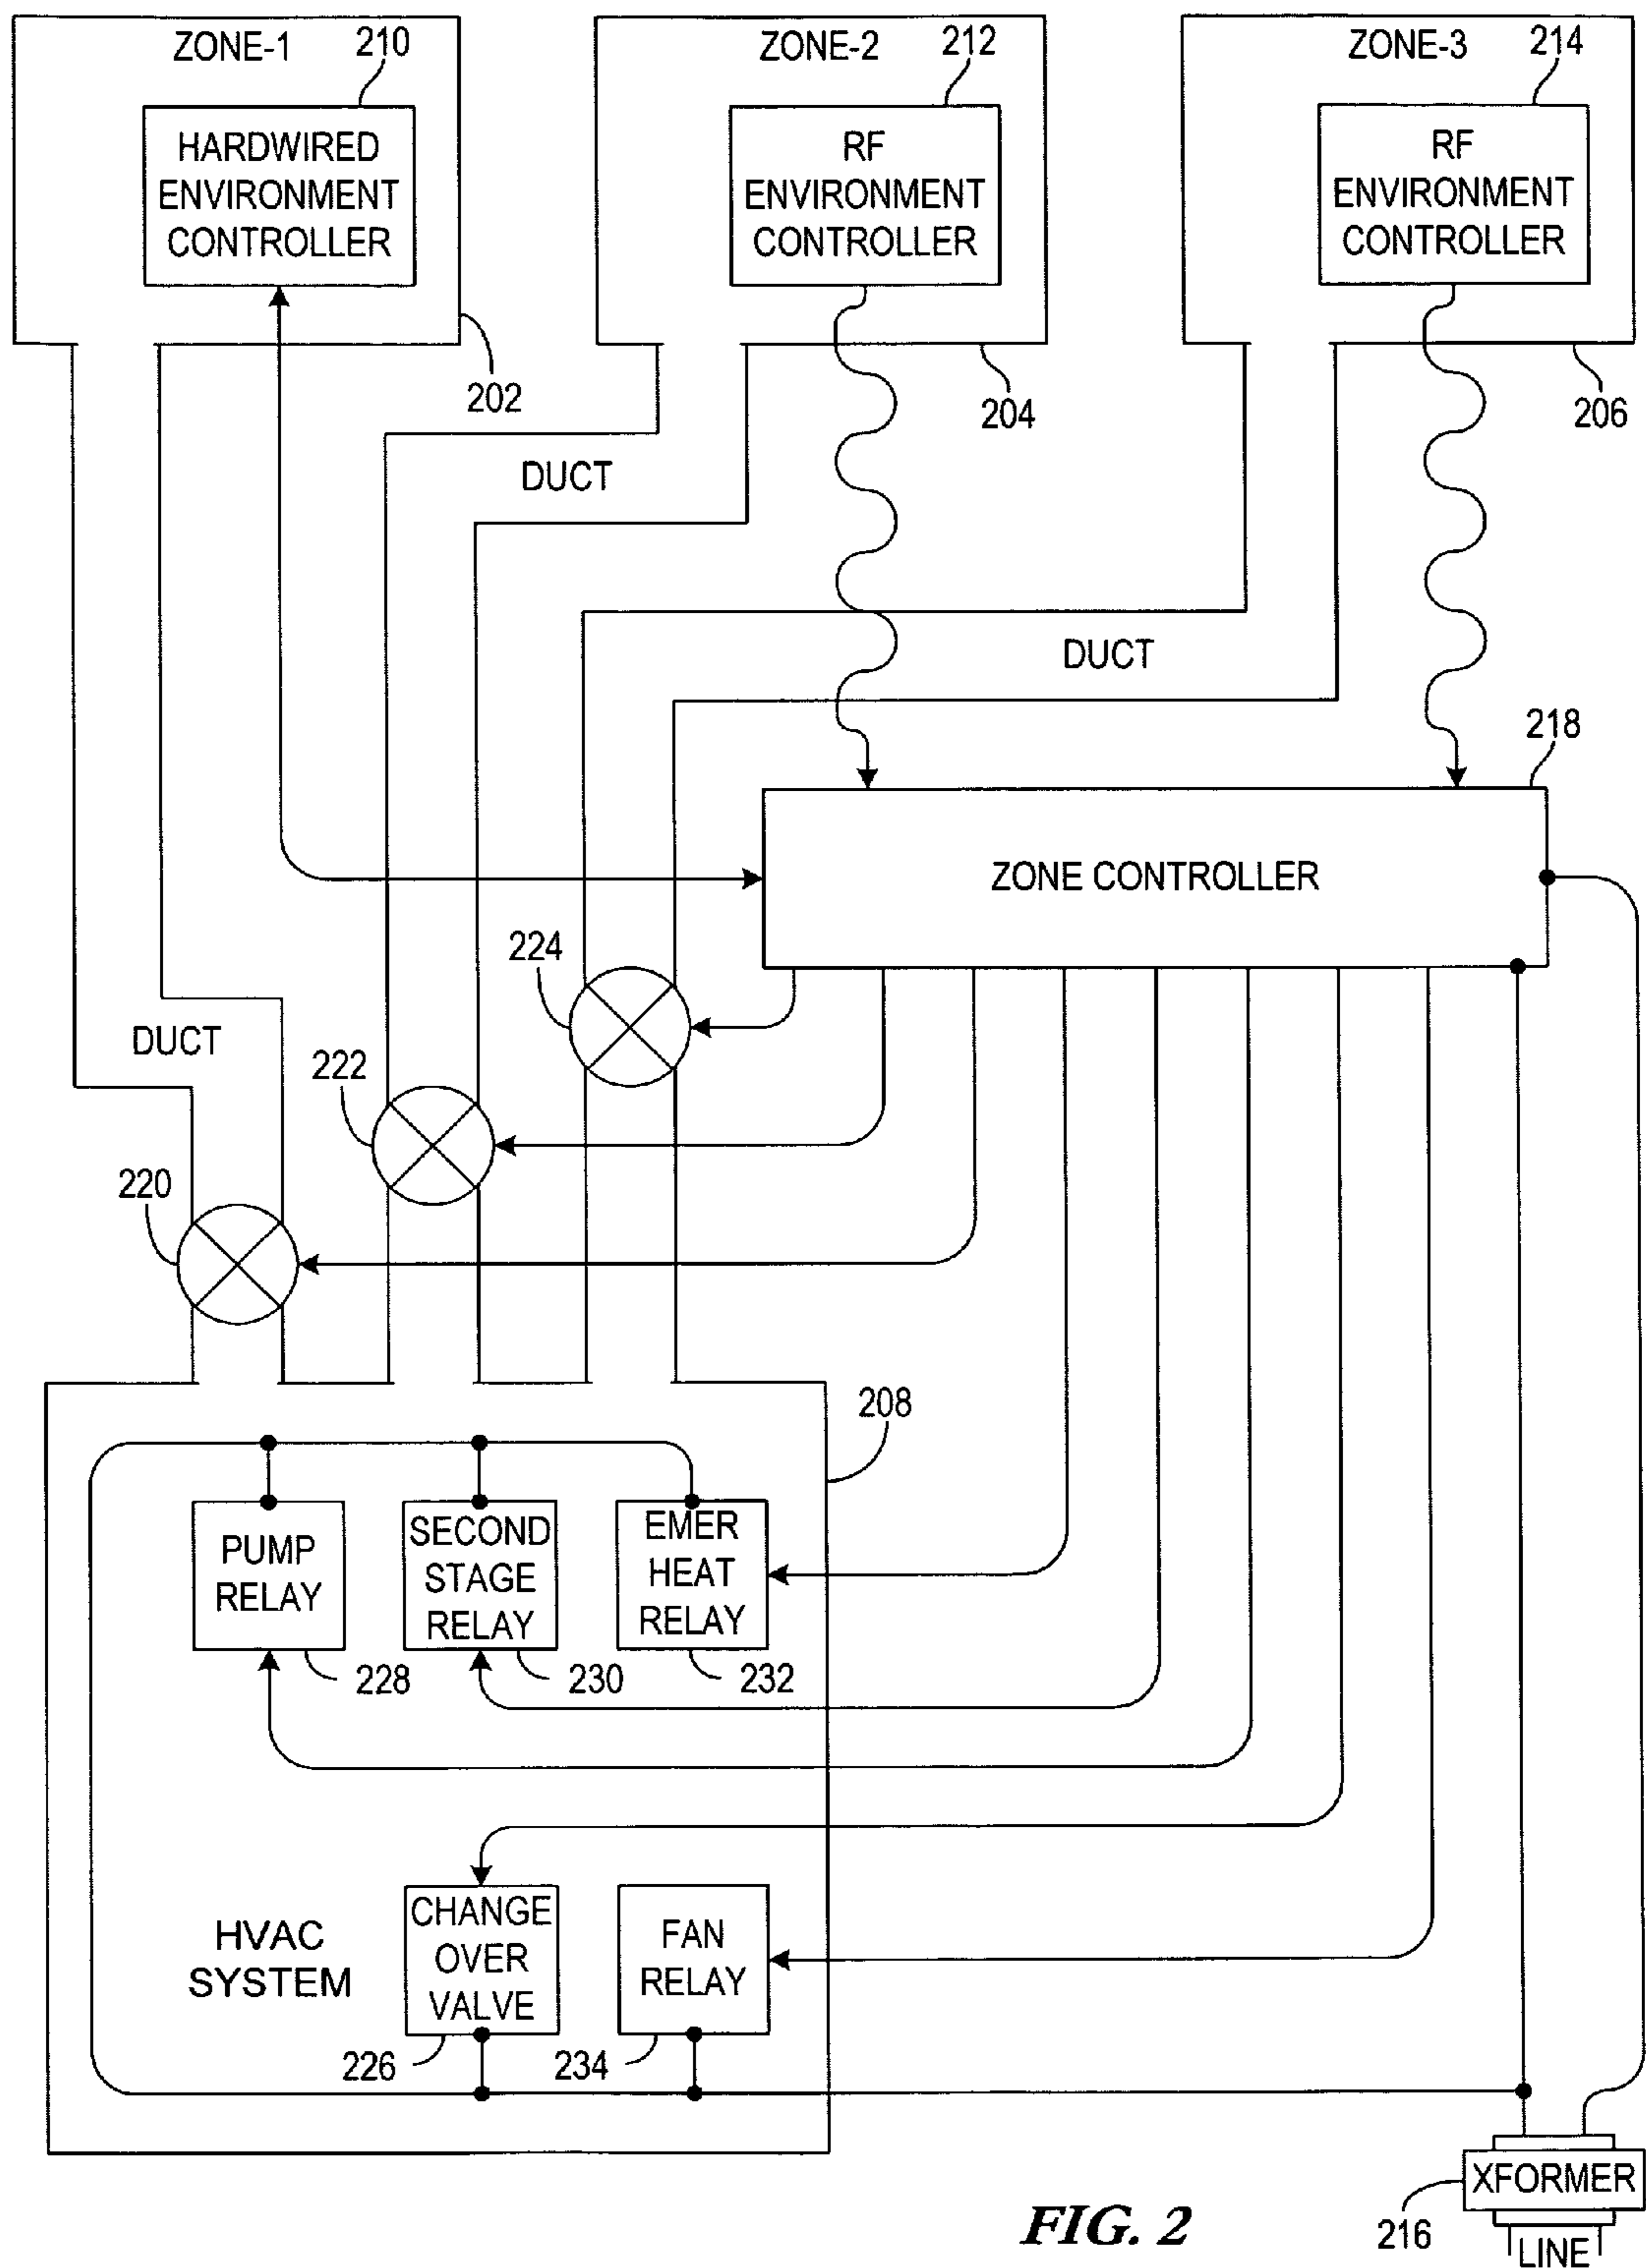 ZONE-1
210
HARDWIRED
ENVIRONMENT
CONTROLLER
202
ZONE-2
212
RF
ENVIRONMENT
CONTROLLER
204
ZONE-3
214
RF
ENVIRONMENT
CONTROLLER
206
DUCT
DUCT
218
ZONE CONTROLLER
224
DUCT
222
220
208
PUMP
RELAY
228
SECOND
STAGE
RELAY
230
EMER
HEAT
RELAY
232
HVAC
SYSTEM
CHANGE
OVER
VALVE
226
FAN
RELAY
234
XFORMER
216
LINE
FIG. 2